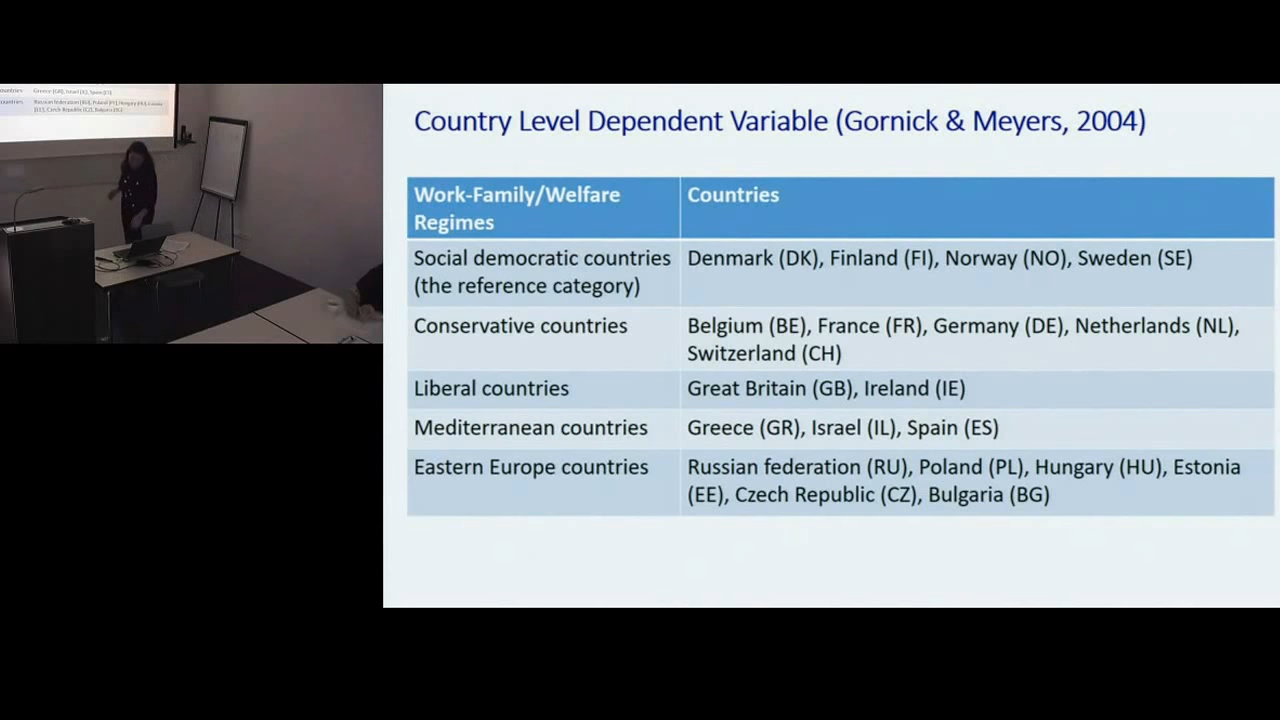 Country Level Dependent Variable (Gornick & Meyers, 2004)
Work-Family/Welfare Regimes
Countries
Social democratic countries (the reference category)
Denmark (DK), Finland (FI), Norway (NO), Sweden (SE)
Conservative countries
Belgium (BE), France (FR), Germany (DE), Netherlands (NL),
Switzerland (CH)
Liberal countries
Great Britain (GB), Ireland (IE)
Mediterranean countries
Greece (GR), Israel (IL), Spain (ES)
Eastern Europe countries
Russian federation (RU), Poland (PL), Hungary (HU), Estonia
(EE), Czech Republic (CZ), Bulgaria (BG)